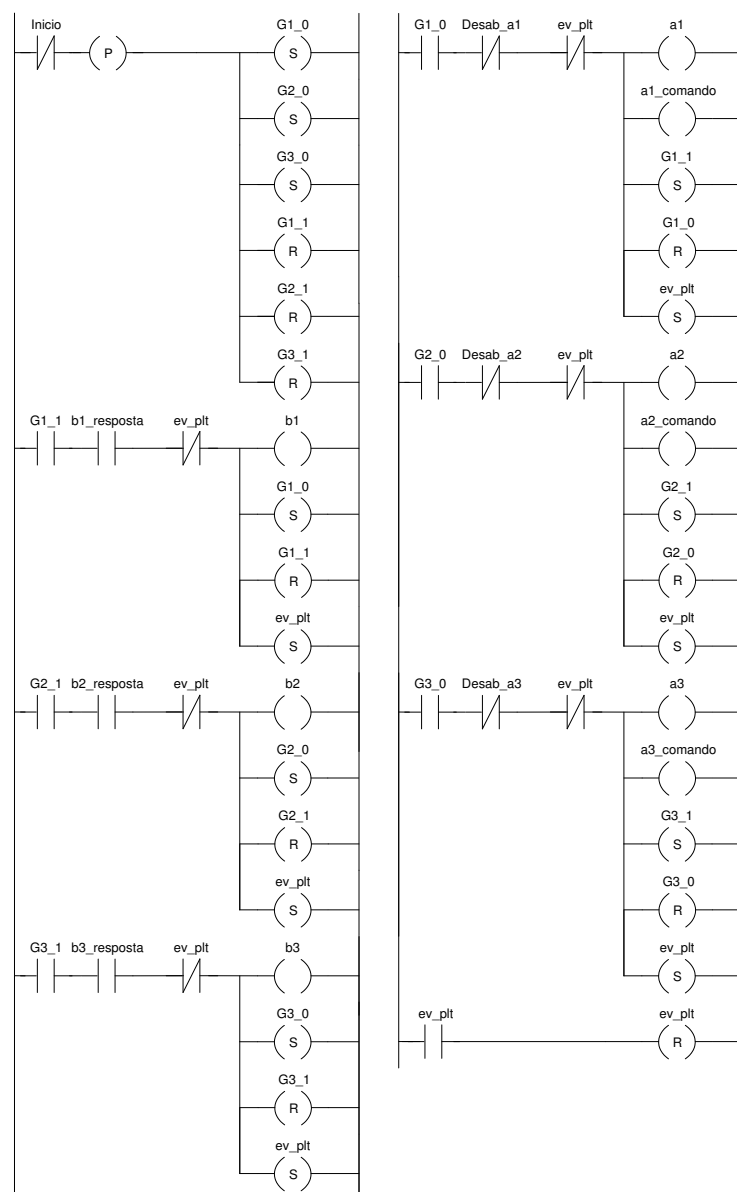 Inicio
G1_0
P
S
G2_0
S
G3_0
S
G1_1
R
G2_1
R
G3_1
R
G1_1 b1_resposta ev_plt b1
G1_0
S
G1_1
R
ev_plt
S
G2_1 b2_resposta ev_plt b2
G2_0
S
G2_1
R
ev_plt
S
G3_1 b3_resposta ev_plt b3
G3_0
S
G3_1
R
ev_plt
S
G1_0 Desab_a1 ev_plt a1
a1_comando
G1_1
S
G1_0
R
ev_plt
S
G2_0 Desab_a2 ev_plt a2
a2_comando
G2_1
S
G2_0
R
ev_plt
S
G3_0 Desab_a3 ev_plt a3
a3_comando
G3_1
S
G3_0
R
ev_plt
S
ev_plt ev_plt
R